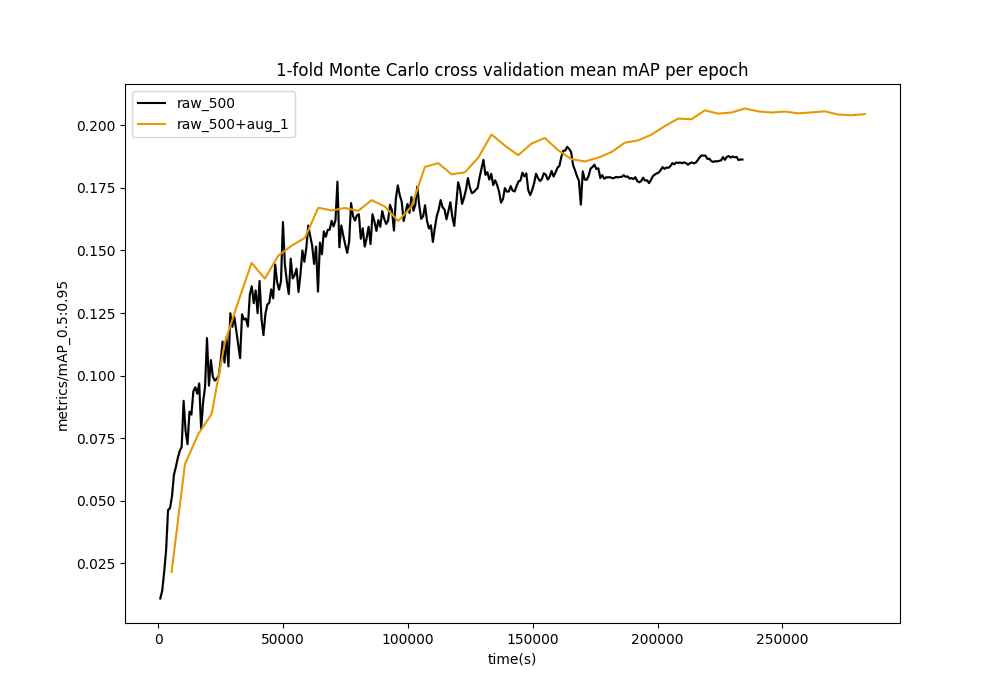 1-fold Monte Carlo cross validation mean mAP per epoch
raw_500
raw_500+aug_1
metrics/mAP_0.5:0.95
0.200
0.175
0.150
0.125
0.100
0.075
0.050
0.025
0 50000 100000 150000 200000 250000
time(s)